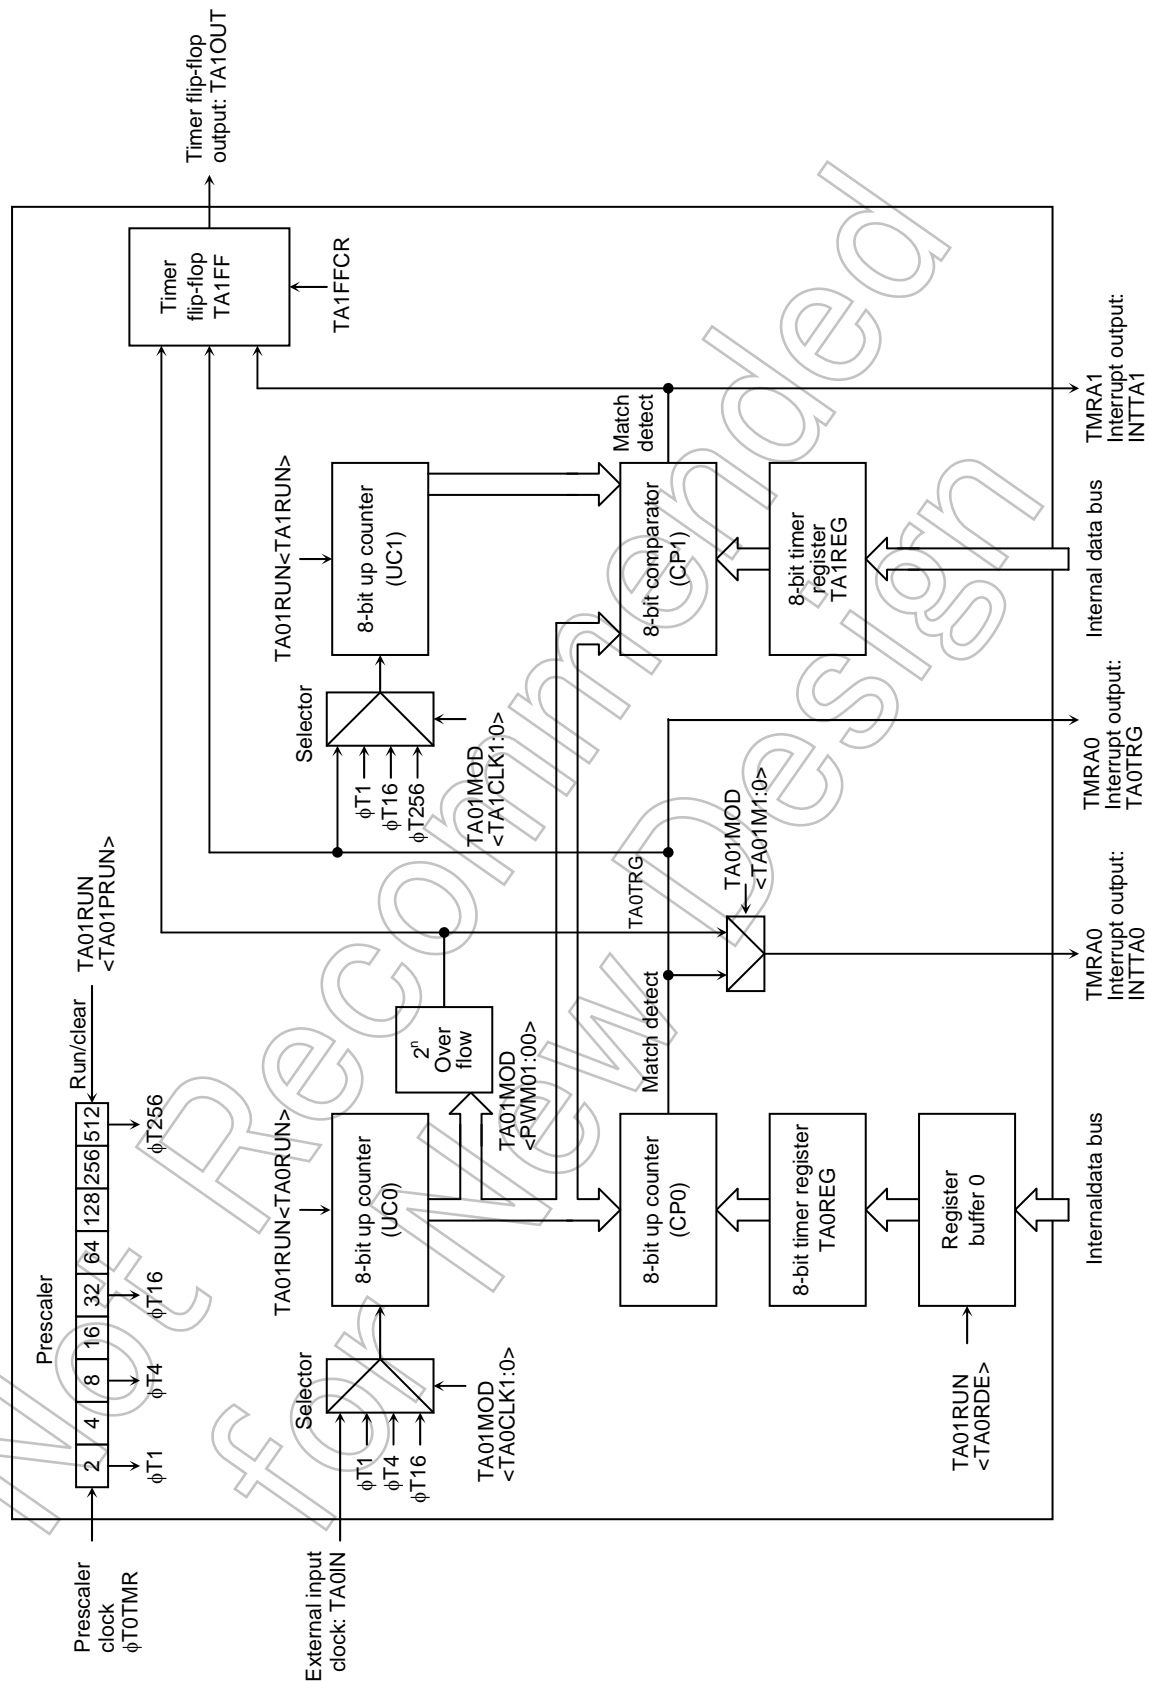 Prescaler
clock
ϕT0TMR
Prescaler
2 4 8 16 32 64 128 256 512
Run/clear
TA01RUN
<TA01PRUN>
ϕT1
ϕT4
ϕT16
ϕT256
External input
clock: TA0IN
Selector
ϕT1
ϕT4
ϕT16
TA01MOD
<TA0CLK1:0>
TA01RUN<TA0RUN>
8-bit up counter
(UC0)
2n
Over
flow
TA01MOD
<PWM01:00>
Selector
ϕT1
ϕT16
ϕT256
TA01MOD
<TA1CLK1:0>
TA01RUN<TA1RUN>
8-bit up counter
(UC1)
Timer
flip-flop
TA1FF
TA1FFCR
Timer flip-flop
output: TA1OUT
8-bit up counter
(CP0)
Match detect
TA0TRG
8-bit comparator
(CP1)
Match
detect
8-bit timer register
TA0REG
TA01MOD
<TA01M1:0>
8-bit timer
register
TA1REG
TA01RUN
<TA0RDE>
Register
buffer 0
Internaldata bus
TMRA0
Interrupt output:
INTTA0
TMRA0
Interrupt output:
TA0TRG
Internal data bus
TMRA1
Interrupt output:
INTTA1
Not Recommended
for New Design